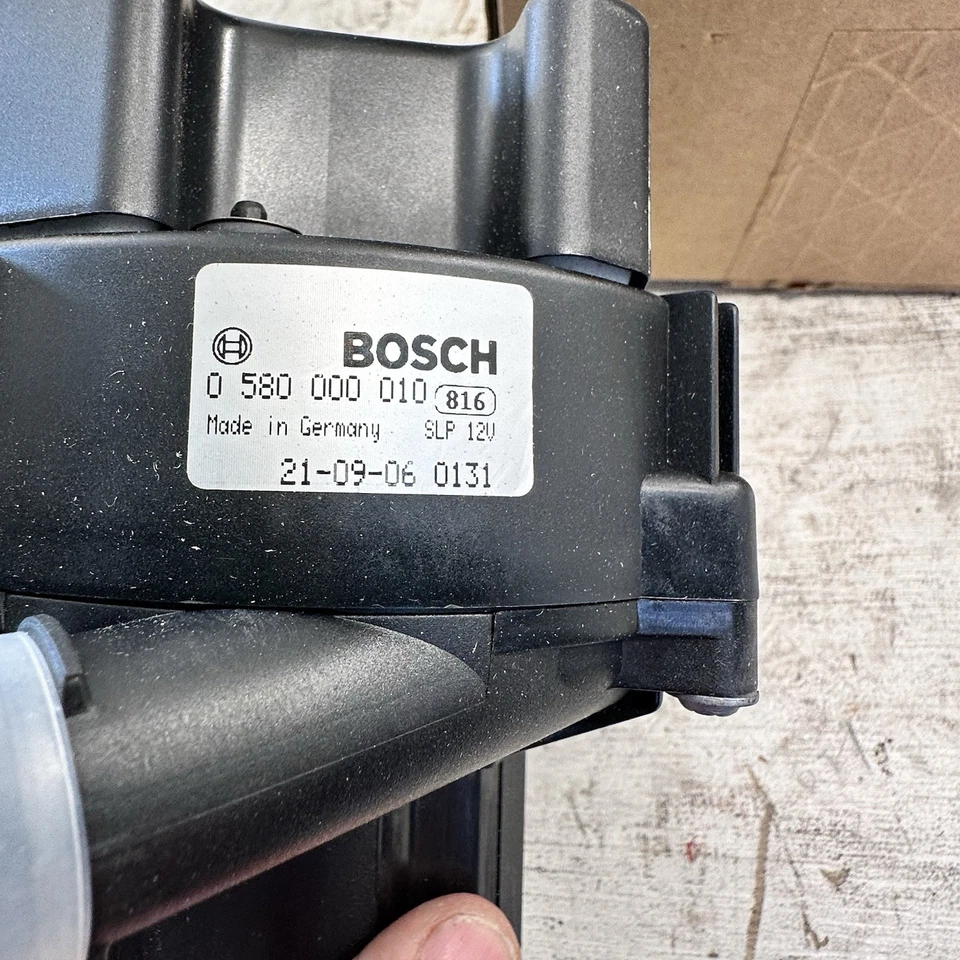 BOSCH
0 580 000 010 816
Made in Germany SLP 12V
21-09-06 0131